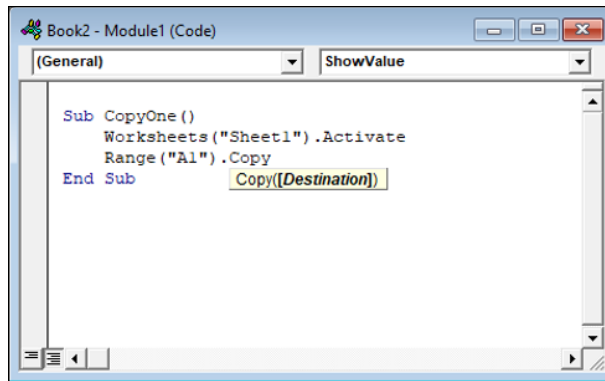 Book2 - Module1 (Code)
(General) ShowValue
Sub CopyOne()
Worksheets("Sheet1").Activate
Range("A1").Copy
End Sub Copy([Destination])